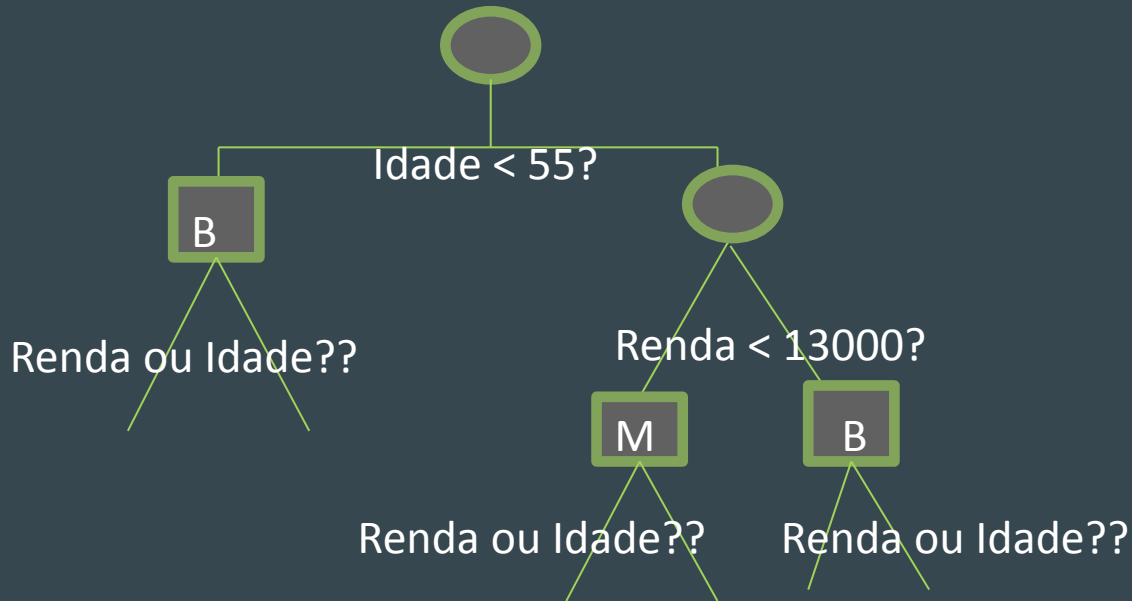 Idade < 55?
B
Renda ou Idade??
Renda < 13000?
M
B
Renda ou Idade??
Renda ou Idade??